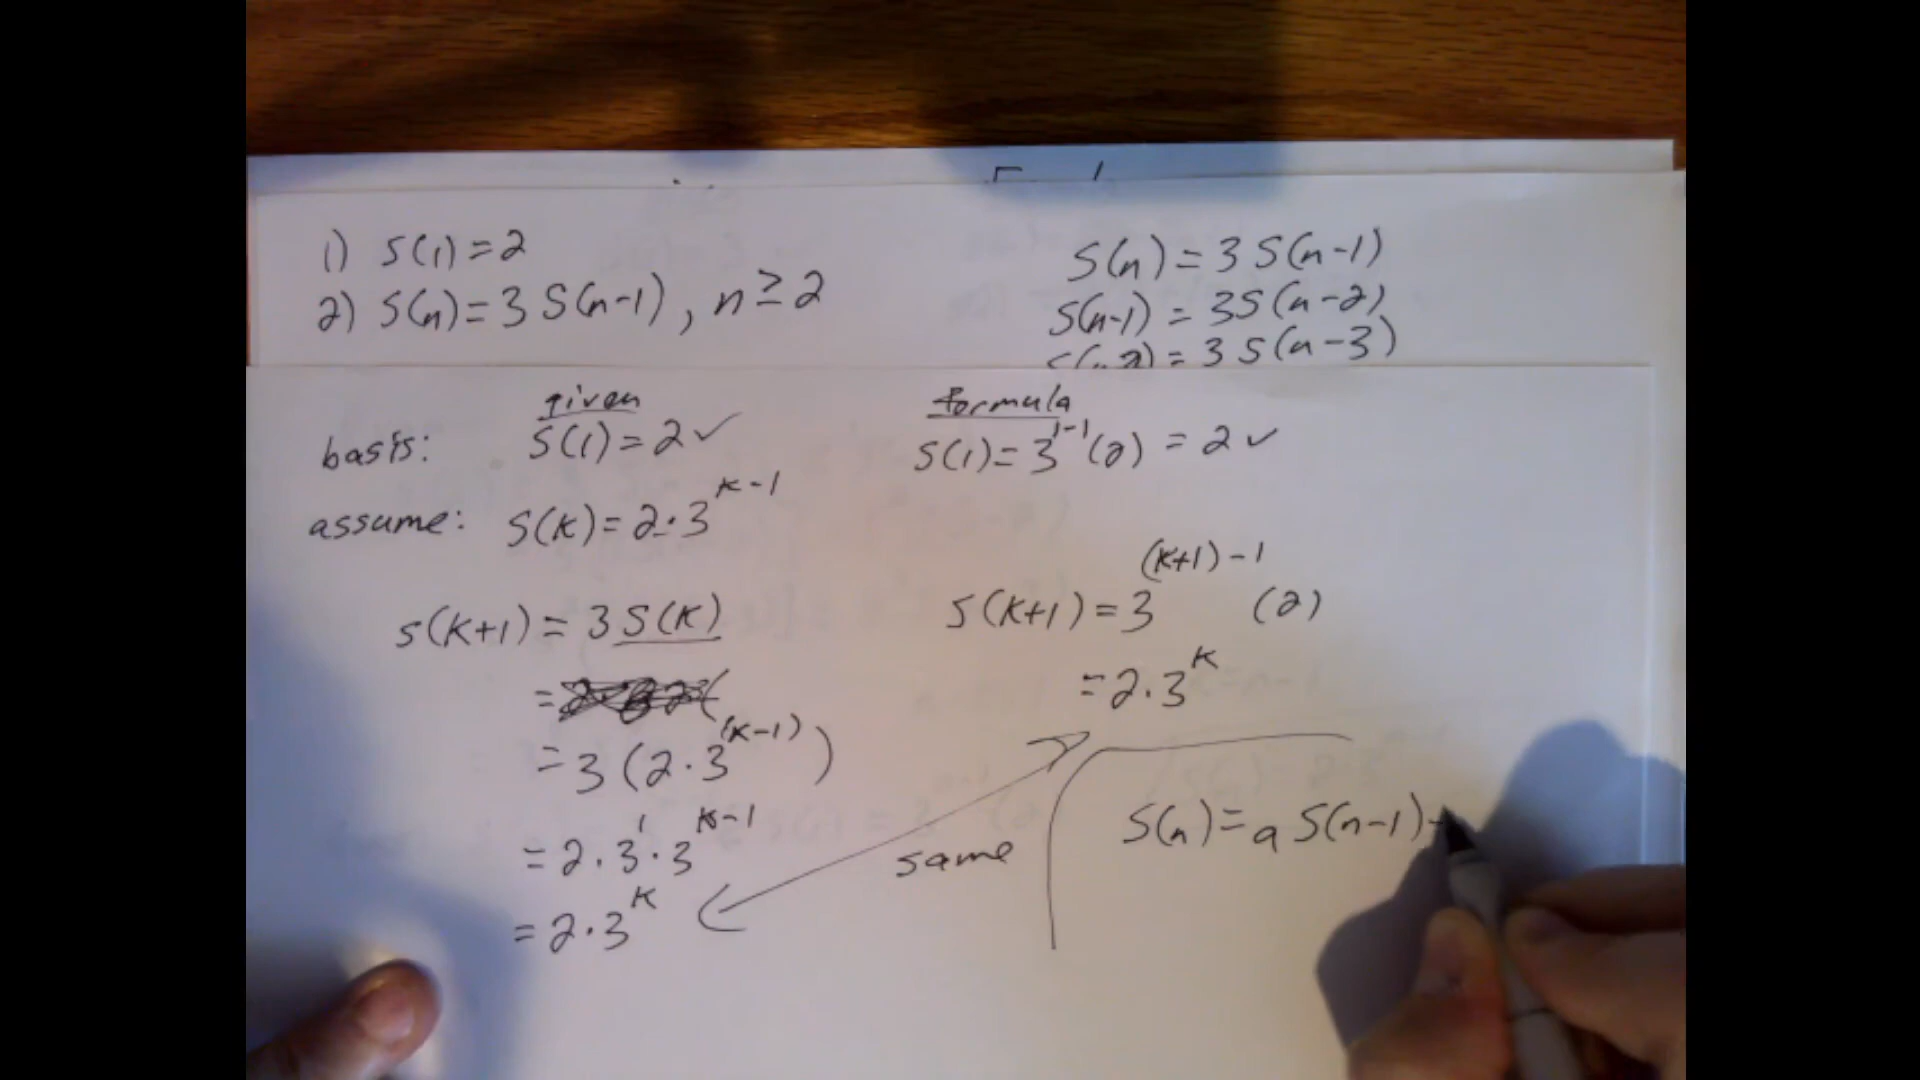 1) S(1) = 2
2) S(n) = 3 S(n-1) , n ≥ 2
S(n) = 3 S(n-1)
S(n-1) = 3S(n-2)
S(n-2) = 3 S(n-3)
given
formula
basis: S(1) = 2 ✓
S(1) = 3^{1-1} (2) = 2 ✓
assume: S(k) = 2·3^{k-1}
S(k+1) = 3 S(k)
= 3 (2·3^{(k-1)})
= 2·3^1·3^{k-1}
= 2·3^k
S(k+1) = 3^{(k+1)-1} (2)
= 2·3^k
same
S(n) = a S(n-1)